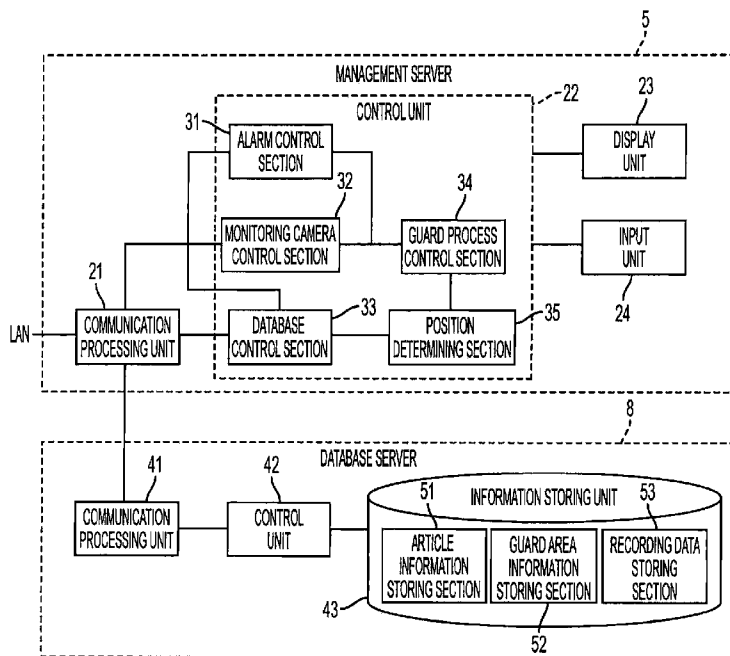 5
MANAGEMENT SERVER
22
23
CONTROL UNIT
31
ALARM CONTROL
SECTION
DISPLAY
UNIT
32
34
MONITORING CAMERA
CONTROL SECTION
GUARD PROCESS
CONTROL SECTION
INPUT
UNIT
21
33
35
24
LAN
COMMUNICATION
PROCESSING UNIT
DATABASE
CONTROL SECTION
POSITION
DETERMINING SECTION
8
DATABASE SERVER
41
42
COMMUNICATION
PROCESSING UNIT
CONTROL
UNIT
INFORMATION STORING UNIT
51
53
ARTICLE
INFORMATION
STORING SECTION
GUARD AREA
INFORMATION
STORING SECTION
RECORDING DATA
STORING
SECTION
43
52